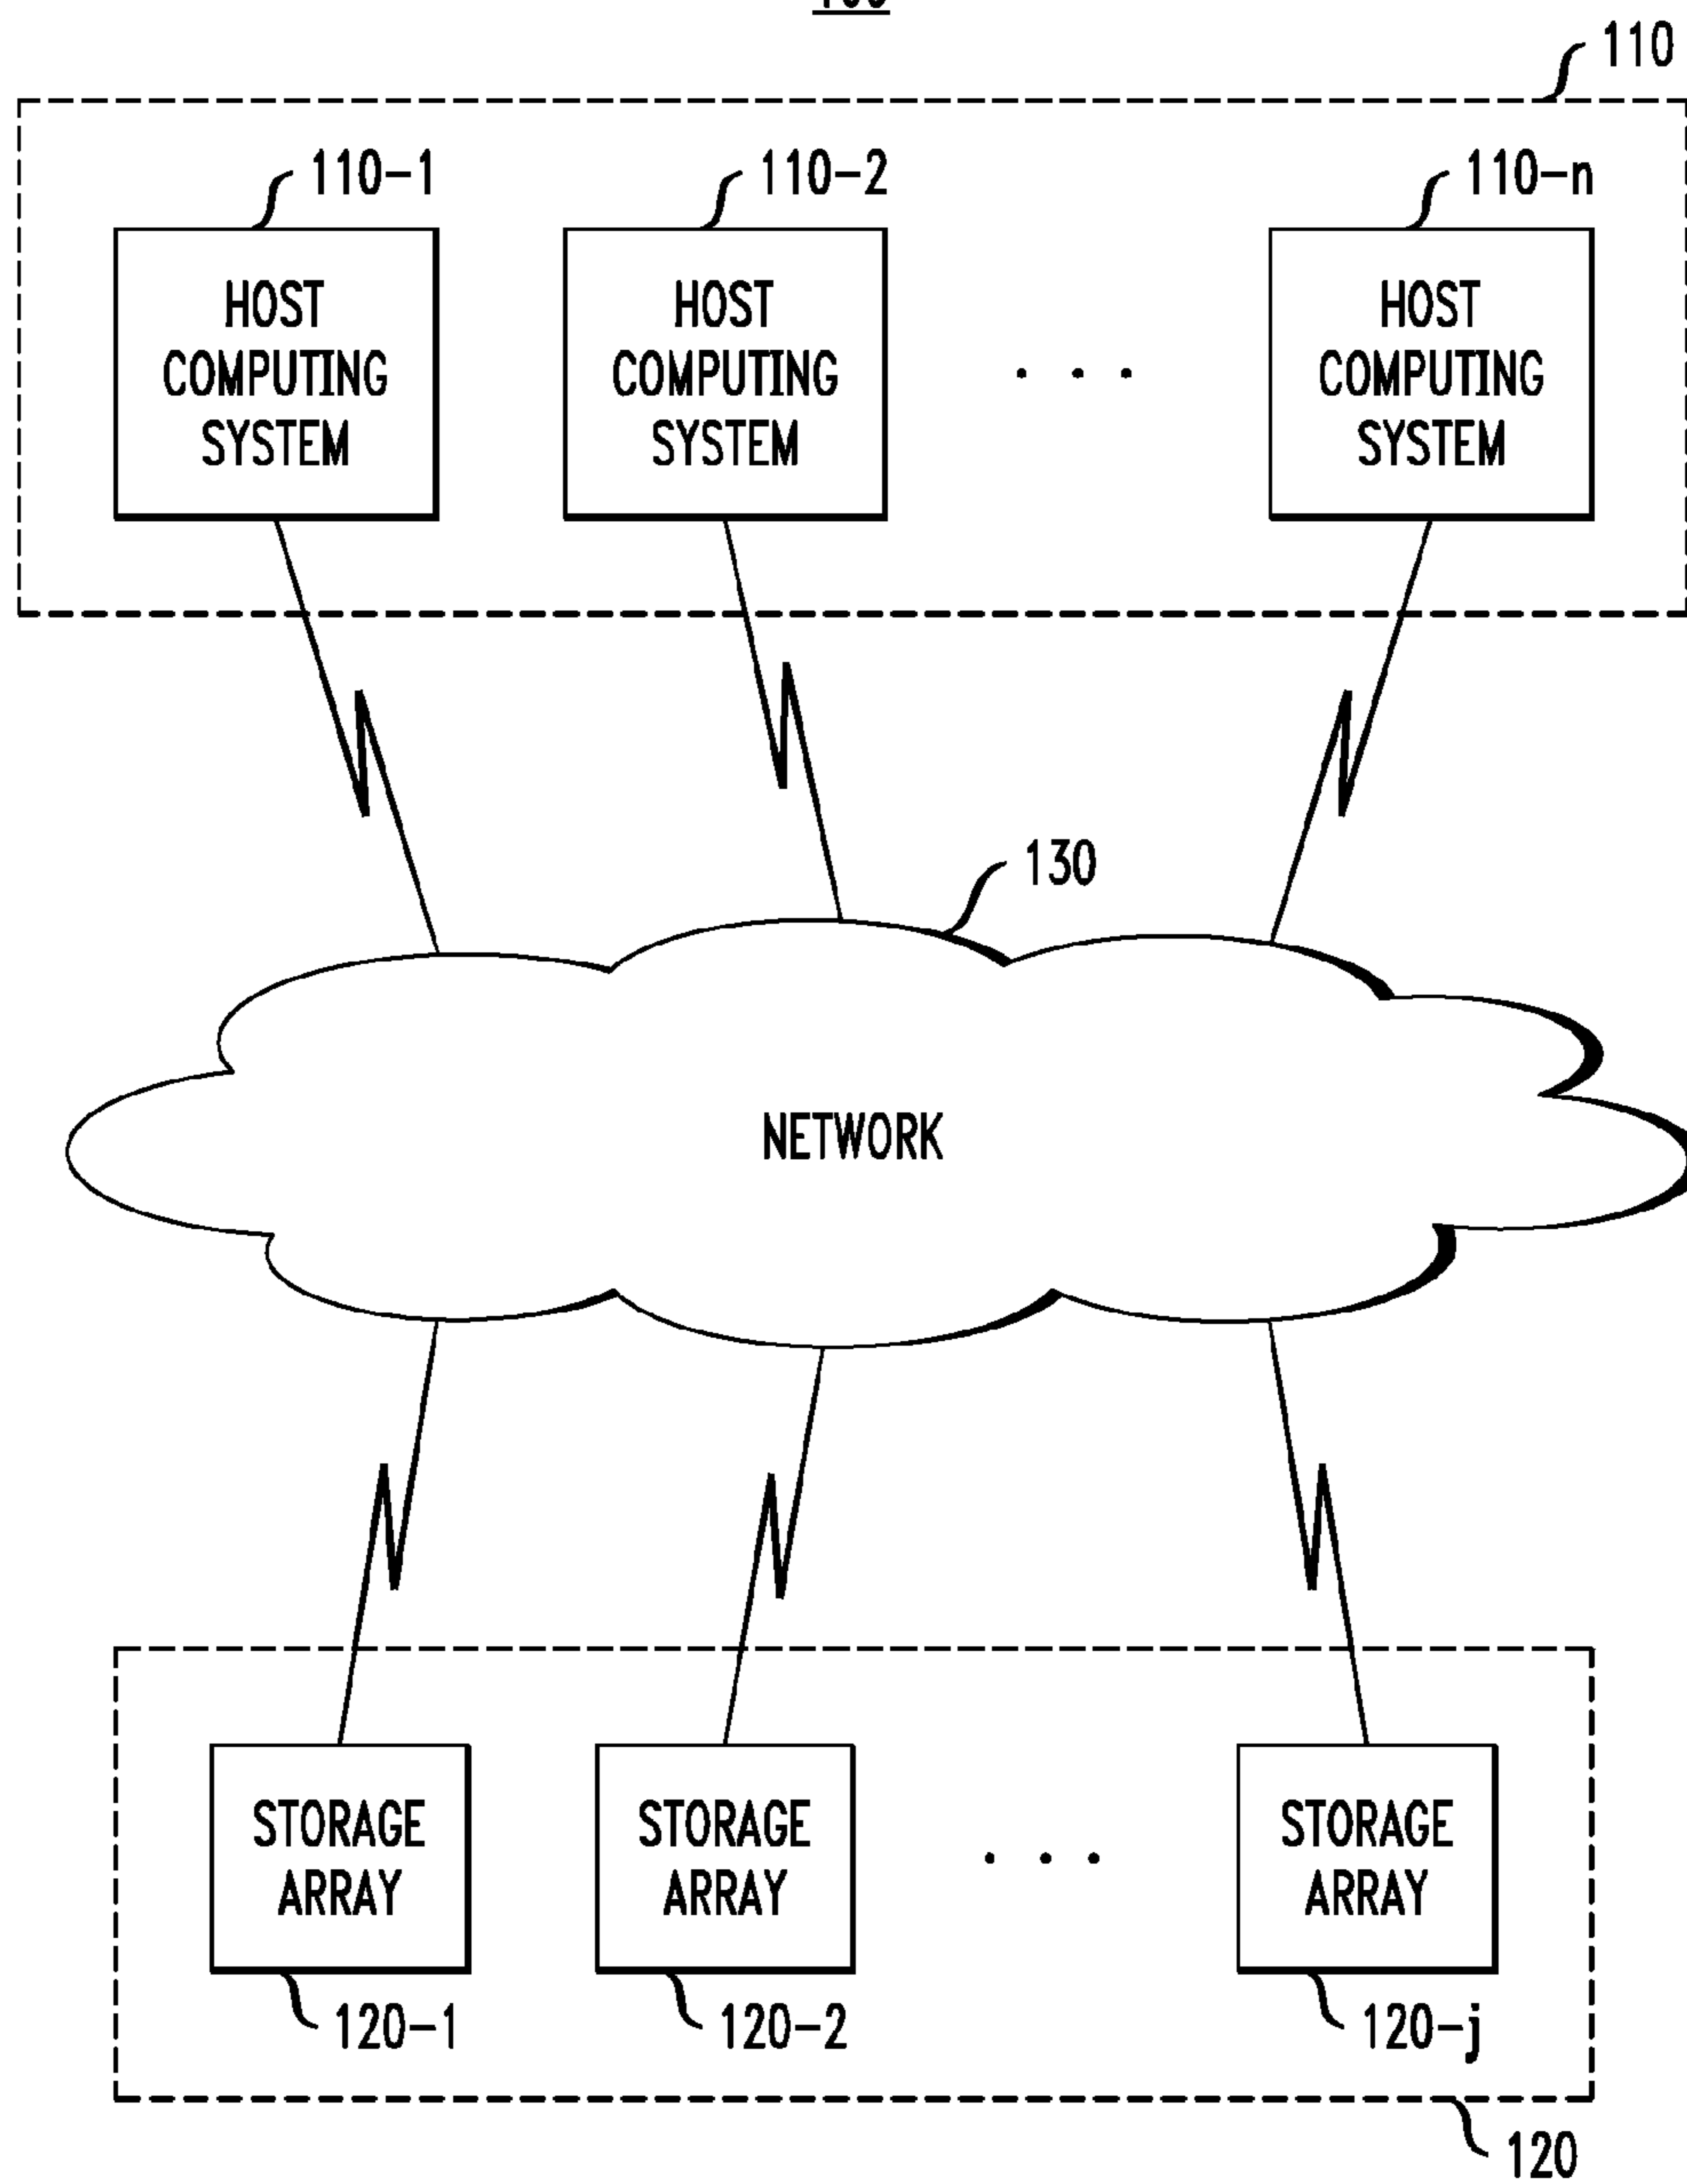 110
110-1
110-2
110-n
HOST
COMPUTING
SYSTEM
HOST
COMPUTING
SYSTEM
. . .
HOST
COMPUTING
SYSTEM
130
NETWORK
STORAGE
ARRAY
STORAGE
ARRAY
. . .
STORAGE
ARRAY
120-1
120-2
120-j
120